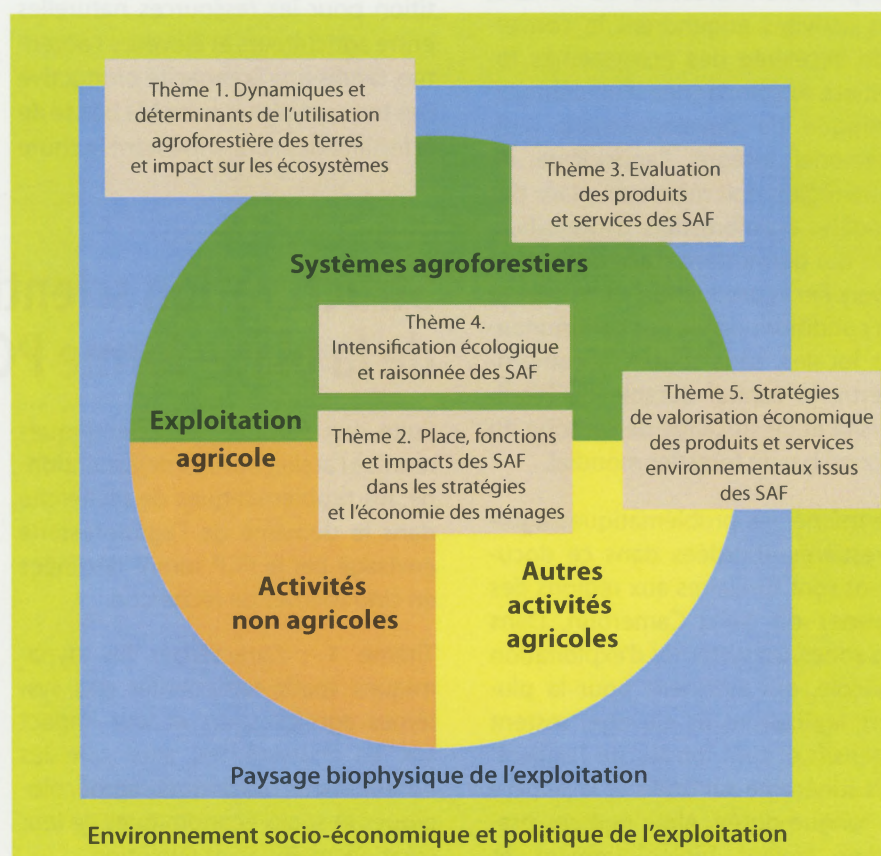 Thème 1. Dynamiques et
déterminants de l’utilisation
agroforestière des terres
et impact sur les écosystèmes
Thème 3. Evaluation
des produits
et services des SAF
Systèmes agroforestiers
Thème 4.
Intensification écologique
et raisonnée des SAF
Thème 5. Stratégies
de valorisation économique
des produits et services
environnementaux issus
des SAF
Exploitation
agricole
Thème 2. Place, fonctions
et impacts des SAF
dans les stratégies
et l’économie des ménages
Activités
non agricoles
Autres
activités
agricoles
Paysage biophysique de l’exploitation
Environnement socio-économique et politique de l’exploitation